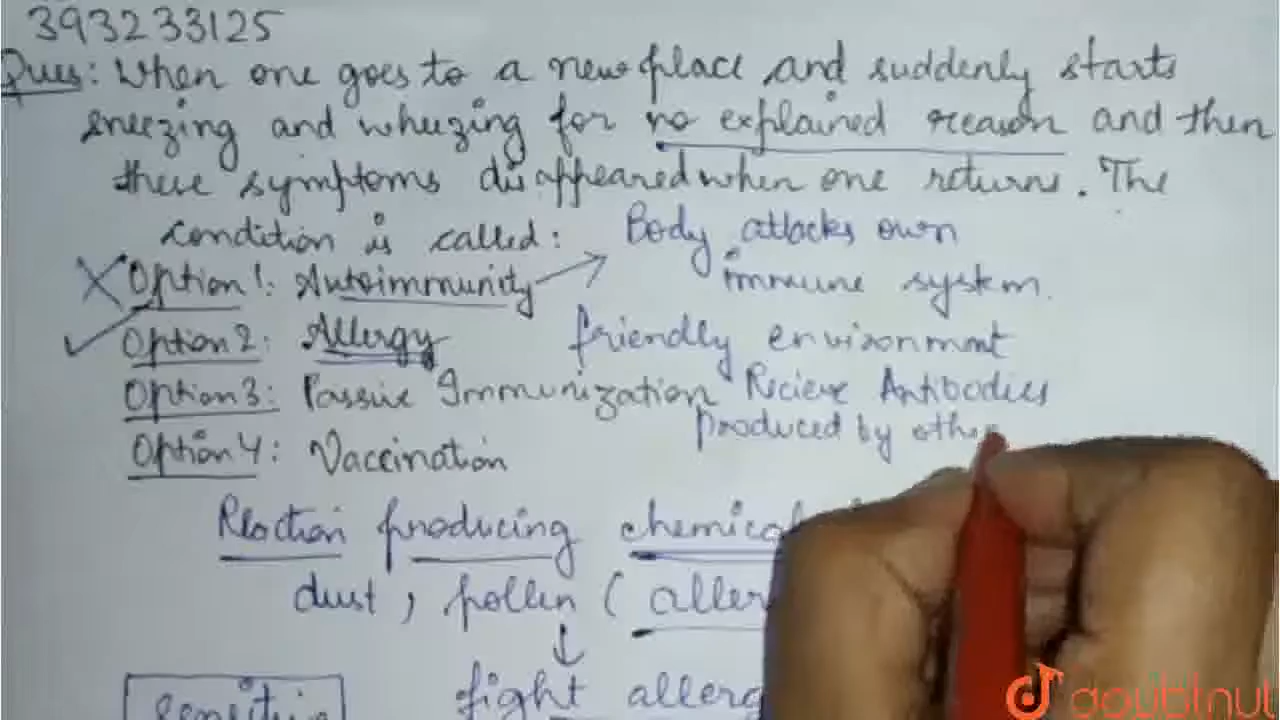 393233125
Ques: When one goes to a new place and suddenly starts
sneezing and wheezing for no explained reason and then
these symptoms disappeared when one returns. The
condition is called:
Body attacks own
immune system.
Option 1: Autoimmunity
Option 2: Allergy
friendly environment
Option 3: Passive Immunization
Recieve Antibodies
produced by other
Option 4: Vaccination
Reaction producing
dust, pollen (
fight
doubtnut